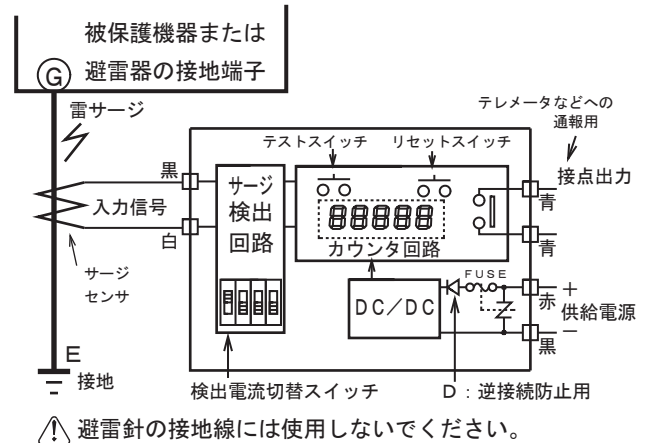 被保護機器または
避雷器の接地端子
G
雷サージ
テレメータなどへの
通報用
テストスイッチ
リセットスイッチ
黒
サージ
検出
回路
接点出力
青
入力信号
88888
白
カウンタ回路
青
サージ
センサ
FUSE
DC/DC
赤
+
供給電源
−
黒
E
接地
検出電流切替スイッチ
D:逆接続防止用
避雷針の接地線には使用しないでください。